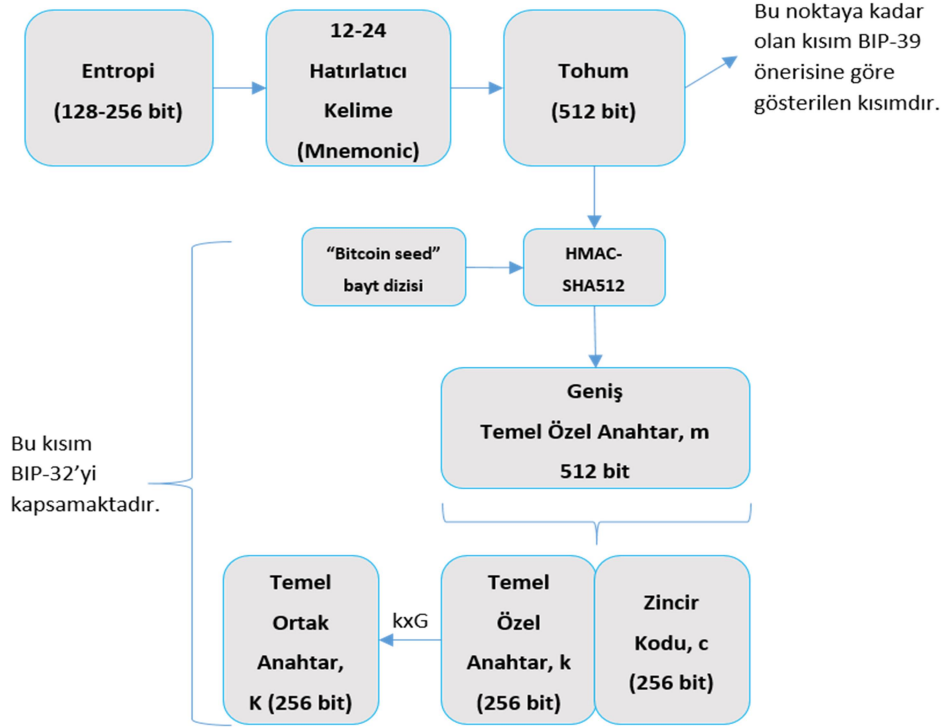 Entropi
(128-256 bit)
12-24
Hatırlatıcı
Kelime
(Mnemonic)
Tohum
(512 bit)
Bu noktaya kadar
olan kısım BIP-39
önerisine göre
gösterilen kısımdır.
“Bitcoin seed”
bayt dizisi
HMAC-
SHA512
Geniş
Temel Özel Anahtar, m
512 bit
Bu kısım
BIP-32’yi
kapsamaktadır.
Temel
Ortak
Anahtar,
K (256 bit)
kxG
Temel
Özel
Anahtar, k
(256 bit)
Zincir
Kodu, c
(256 bit)